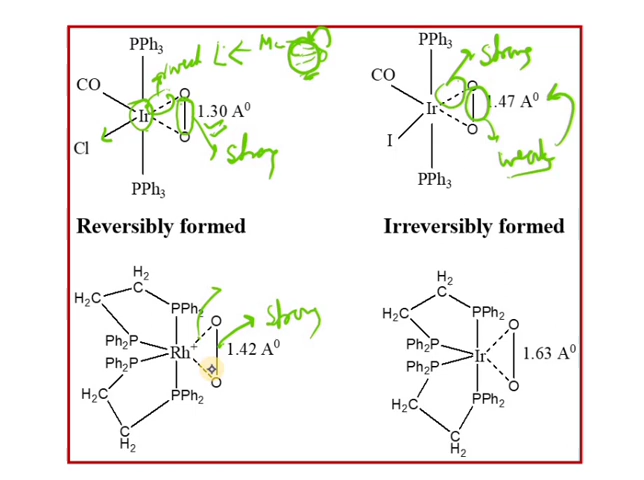 PPh3
CO
Ir
O
O
1.30 A0
Cl
PPh3
L ← M
strong
Reversibly formed
PPh3
strong
CO
Ir
O
O
1.47 A0
I
weak
PPh3
Irreversibly formed
H2
C
H2C
PPh2
O
strong
Ph2P
Rh+
1.42 A0
Ph2P
O
H2C
PPh2
C
H2
H2
C
H2C
PPh2
O
Ph2P
Ir
1.63 A0
Ph2P
O
H2C
PPh2
C
H2